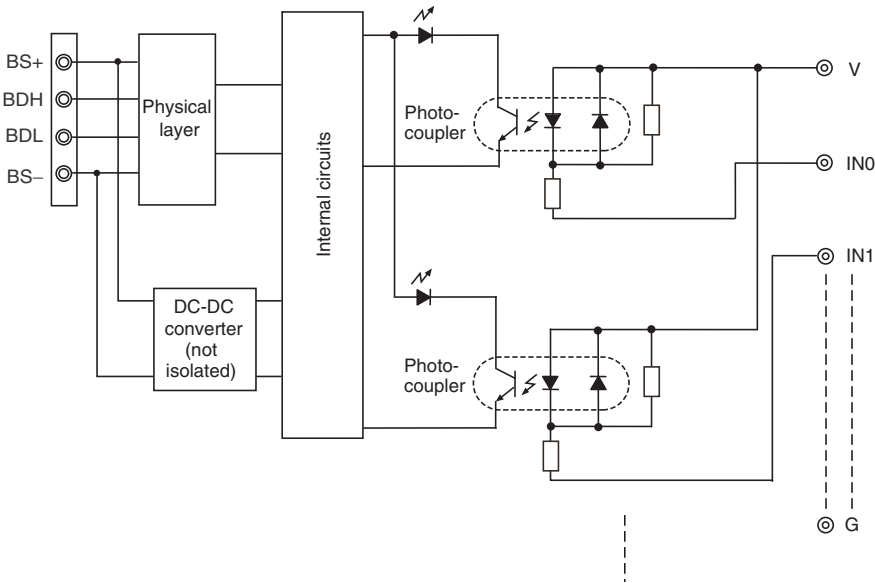 BS+
BDH
BDL
BS−
Physical
layer
DC-DC
converter
(not
isolated)
Internal circuits
Photo-
coupler
Photo-
coupler
V
IN0
IN1
G